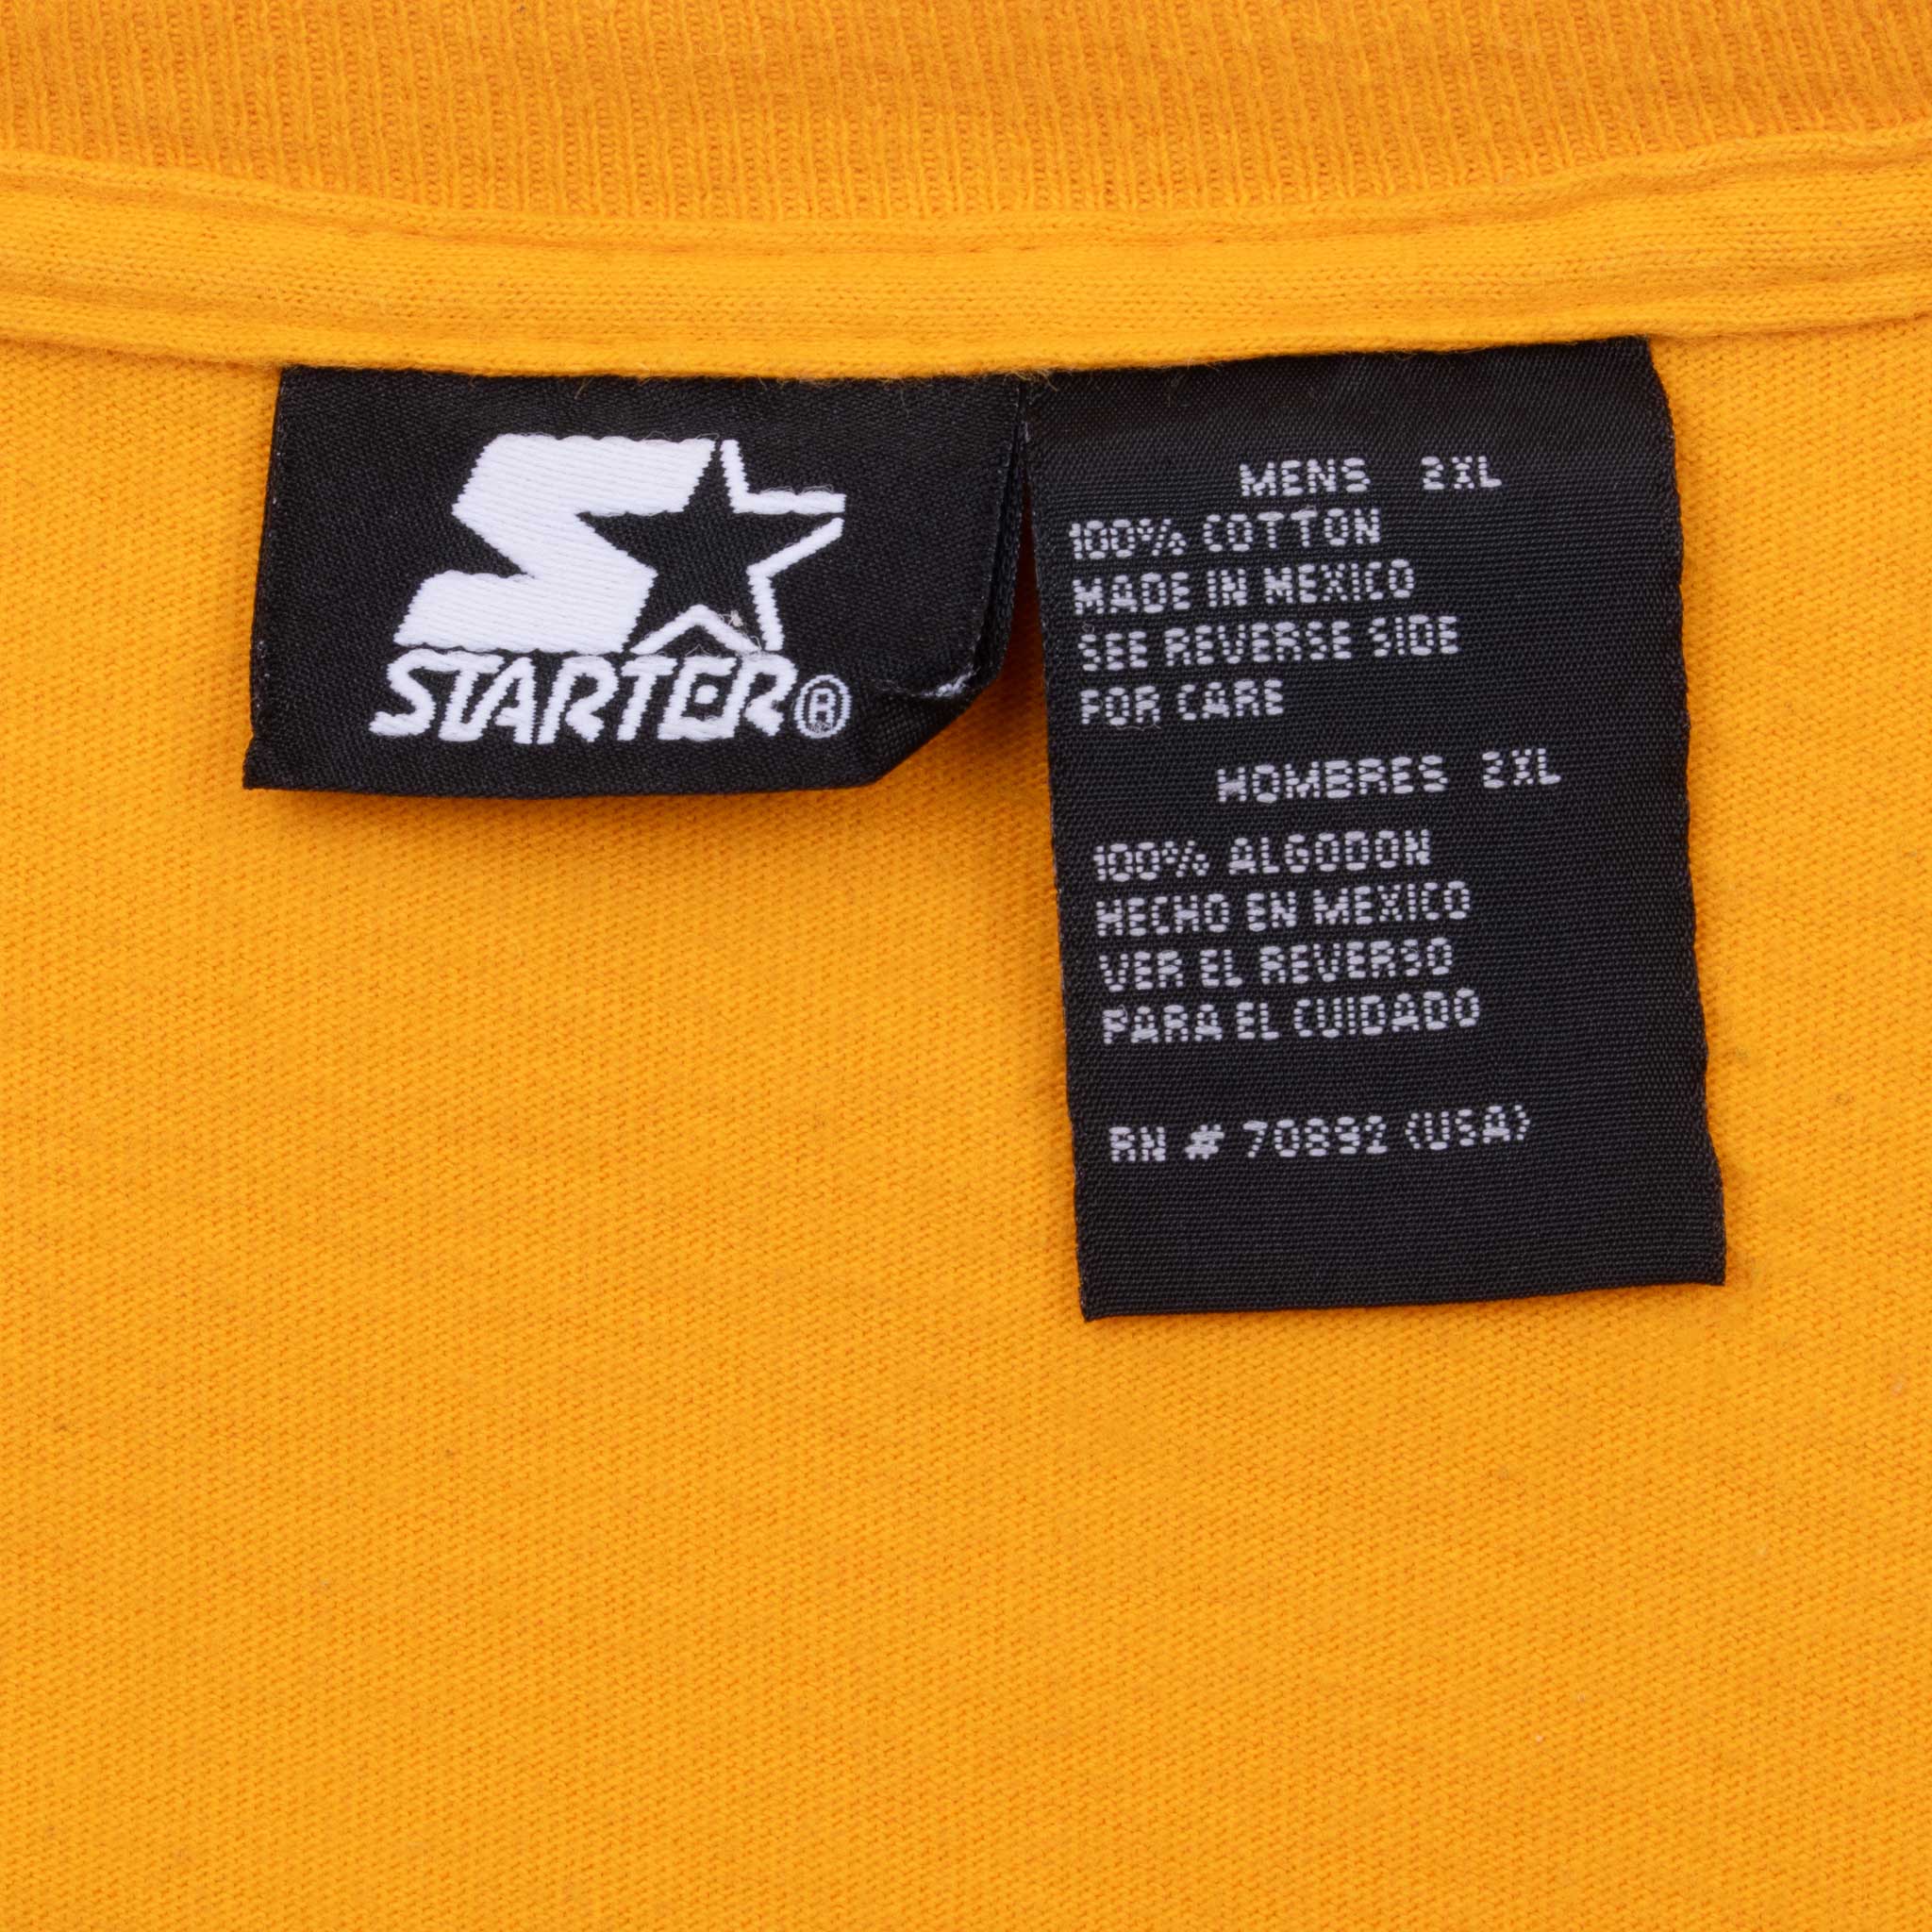 STARTER®
MENS 2XL
100% COTTON
MADE IN MEXICO
SEE REVERSE SIDE
FOR CARE
HOMBRES 2XL
100% ALGODON
HECHO EN MEXICO
VER EL REVERSO
PARA EL CUIDADO
RN # 70892 (USA)